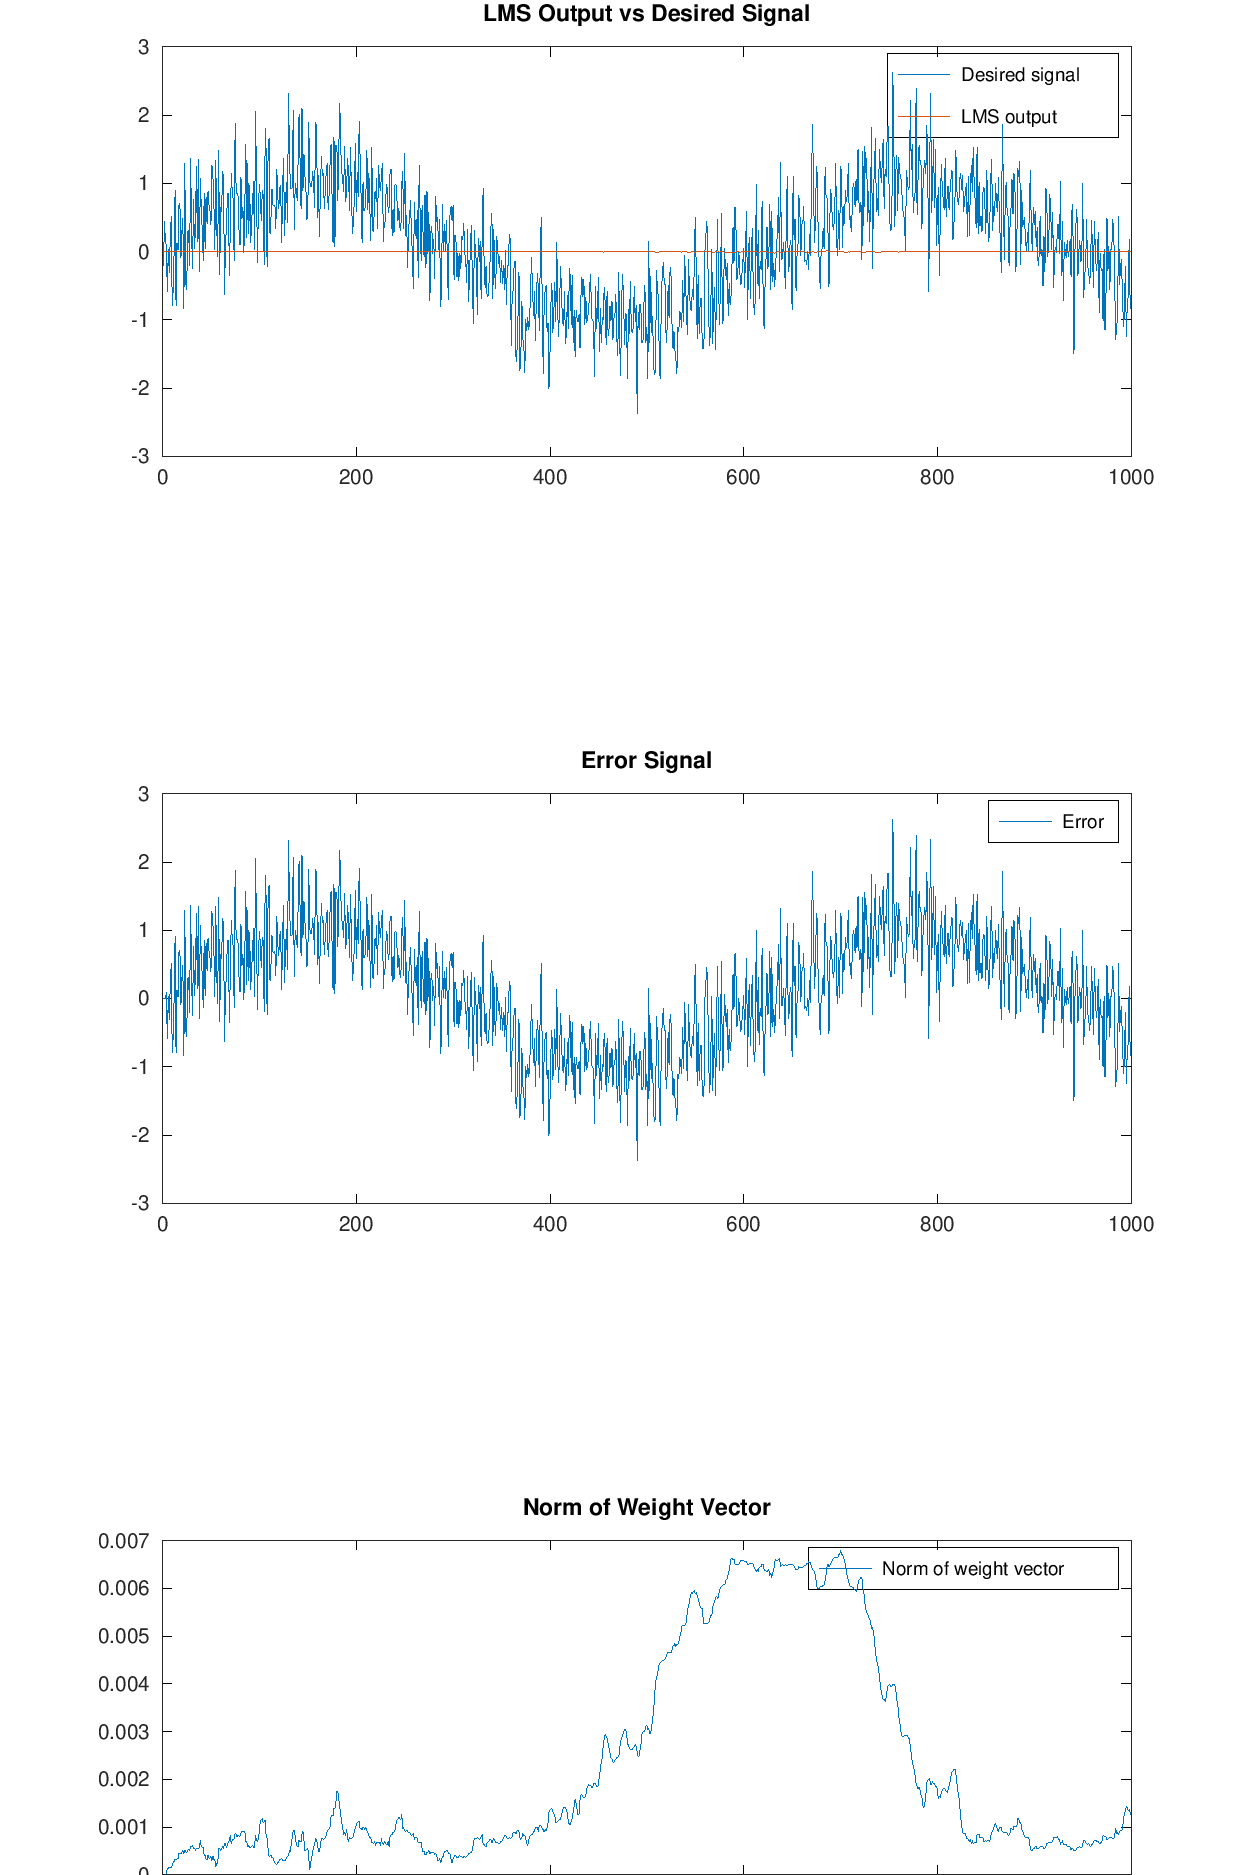 LMS Output vs Desired Signal
3
2
1
0
-1
-2
-3
0 200 400 600 800 1000
Desired signal
LMS output
Error Signal
3
2
1
0
-1
-2
-3
0 200 400 600 800 1000
Error
Norm of Weight Vector
0.007
0.006
0.005
0.004
0.003
0.002
0.001
0
Norm of weight vector